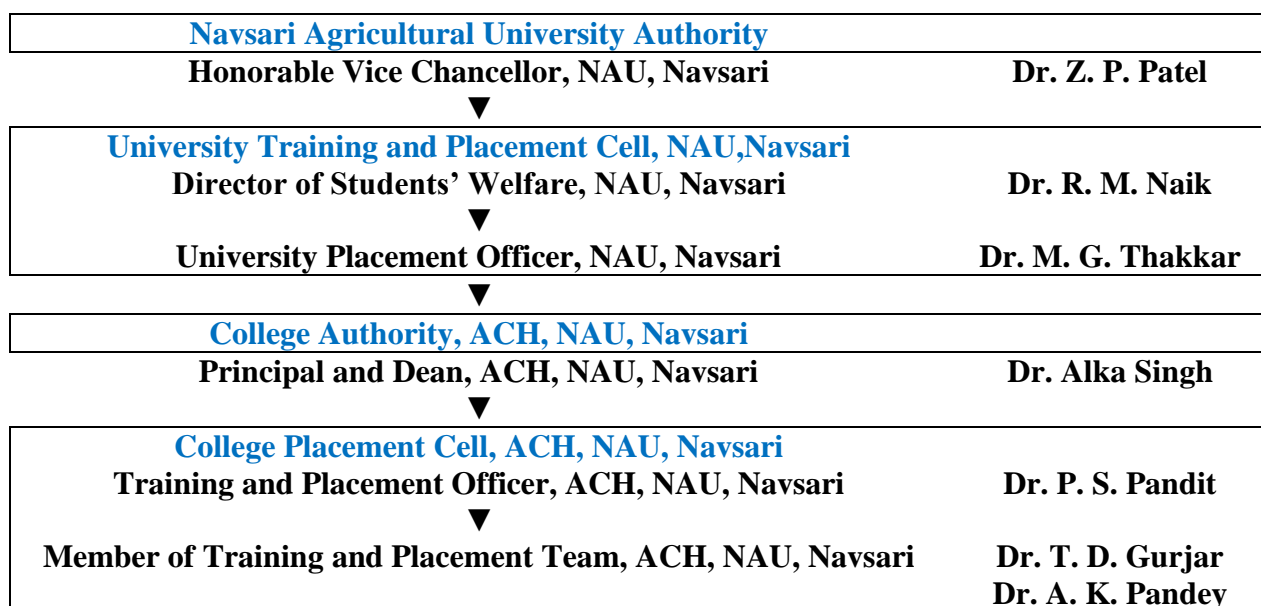 Navsari Agricultural University Authority
Honorable Vice Chancellor, NAU, Navsari Dr. Z. P. Patel
▼
University Training and Placement Cell, NAU,Navsari
Director of Students’ Welfare, NAU, Navsari Dr. R. M. Naik
▼
University Placement Officer, NAU, Navsari Dr. M. G. Thakkar
▼
College Authority, ACH, NAU, Navsari
Principal and Dean, ACH, NAU, Navsari Dr. Alka Singh
▼
College Placement Cell, ACH, NAU, Navsari
Training and Placement Officer, ACH, NAU, Navsari Dr. P. S. Pandit
▼
Member of Training and Placement Team, ACH, NAU, Navsari Dr. T. D. Gurjar
Dr. A. K. Pandey